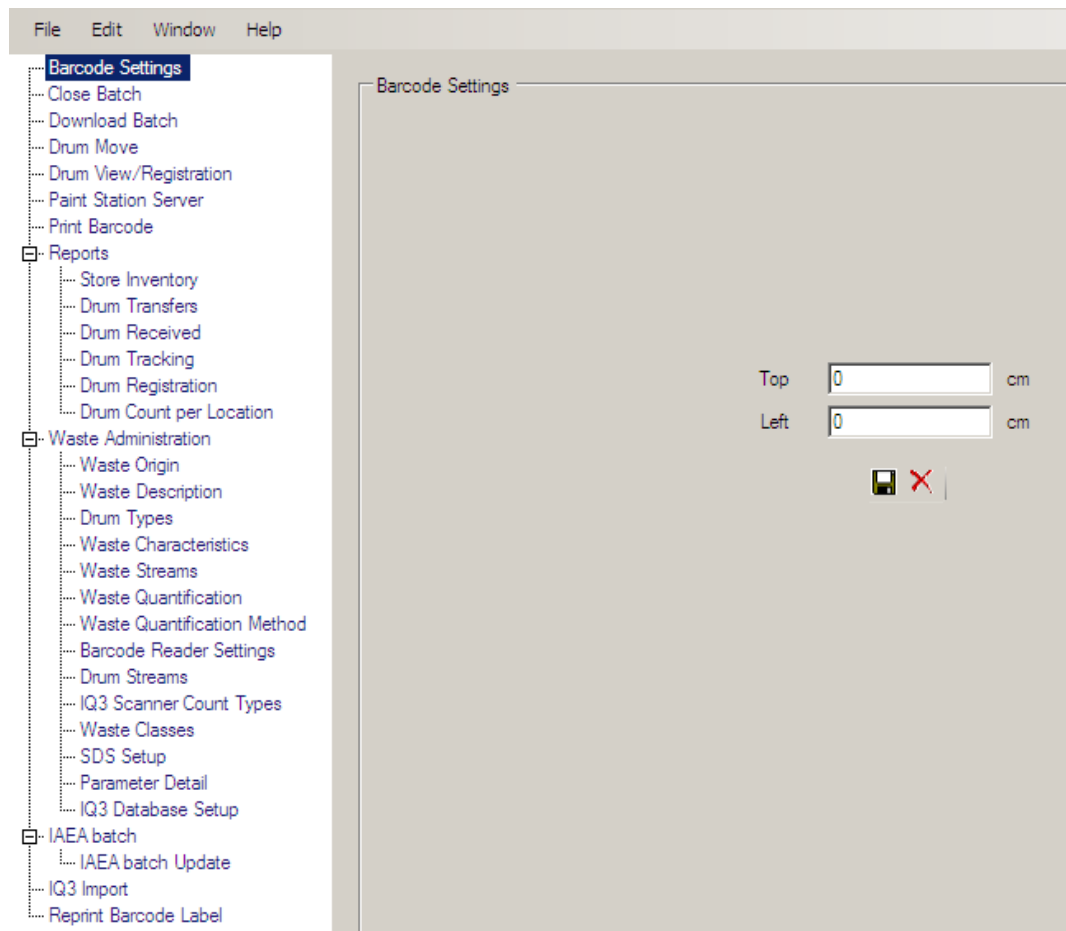 File Edit Window Help
Barcode Settings
Close Batch
Download Batch
Drum Move
Drum View/Registration
Paint Station Server
Print Barcode
Reports
Store Inventory
Drum Transfers
Drum Received
Drum Tracking
Drum Registration
Drum Count per Location
Waste Administration
Waste Origin
Waste Description
Drum Types
Waste Characteristics
Waste Streams
Waste Quantification
Waste Quantification Method
Barcode Reader Settings
Drum Streams
IQ3 Scanner Count Types
Waste Classes
SDS Setup
Parameter Detail
IQ3 Database Setup
IAEA batch
IAEA batch Update
IQ3 Import
Reprint Barcode Label
Barcode Settings
Top 0 cm
Left 0 cm